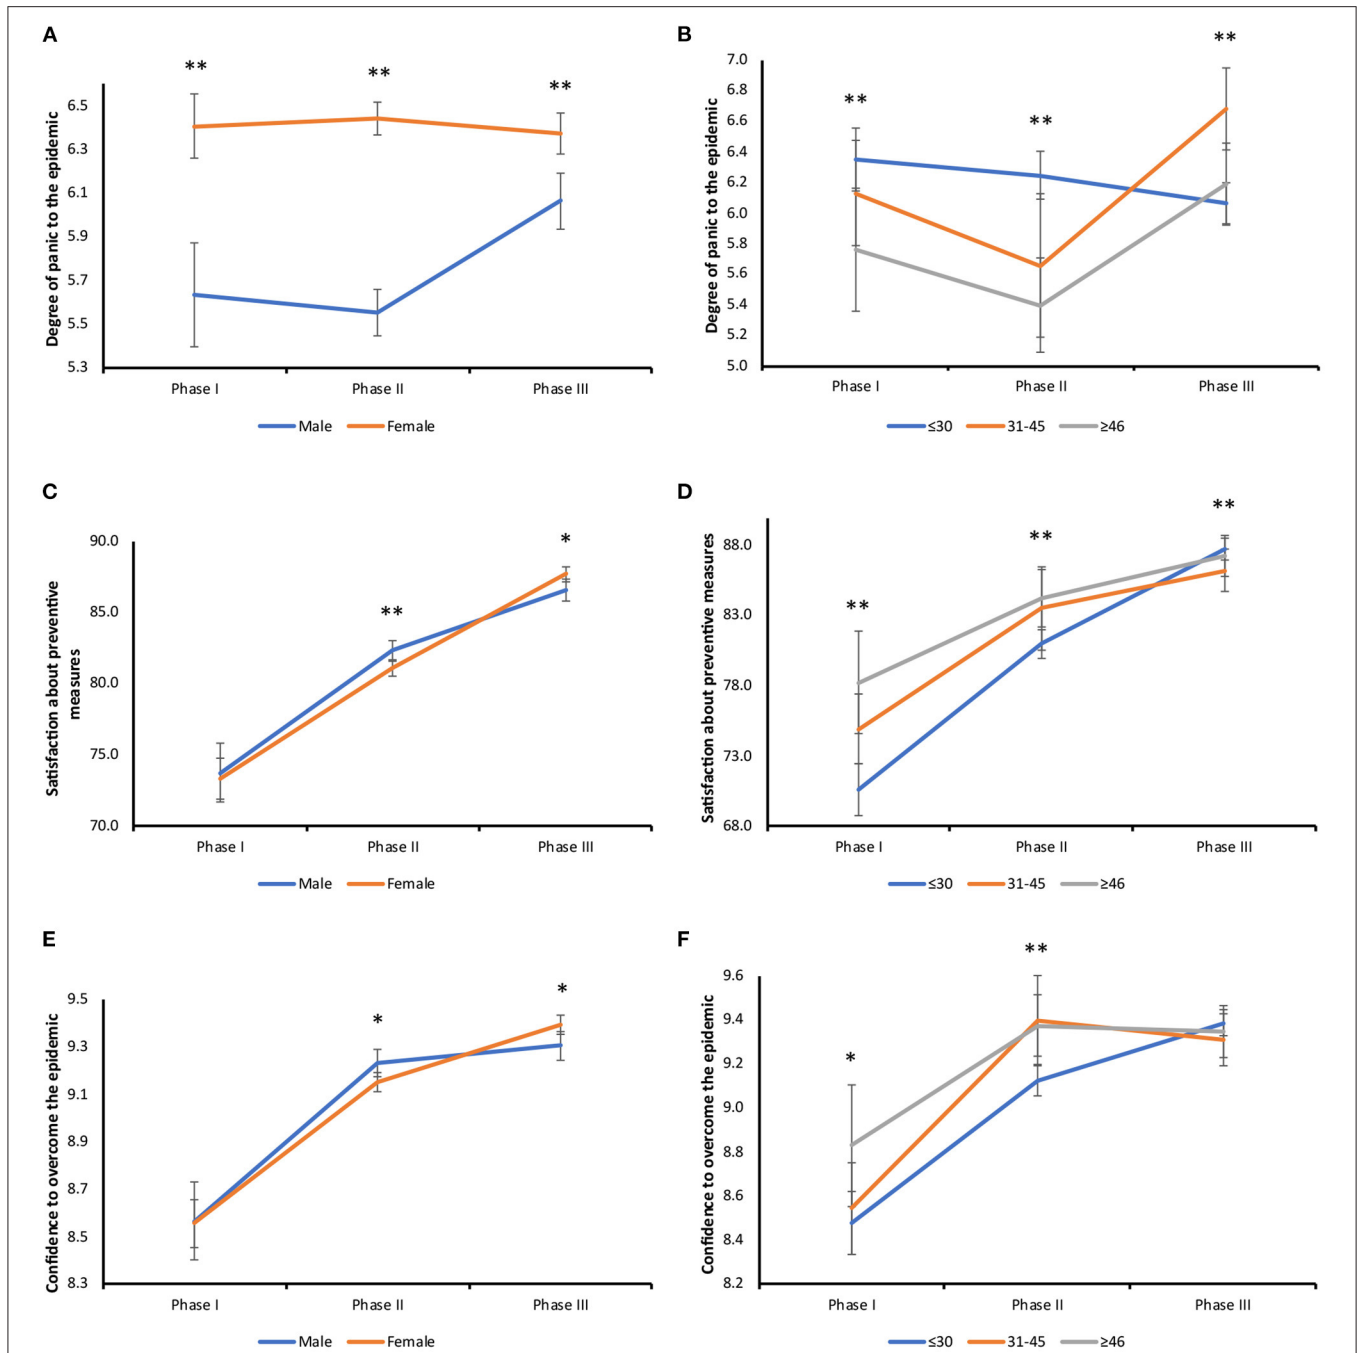 A
**
**
**
Degree of panic to the epidemic
6.5
6.3
6.1
5.9
5.7
5.5
5.3
Phase I
Phase II
Phase III
Male
Female
B
**
**
**
Degree of panic to the epidemic
7.0
6.8
6.6
6.4
6.2
6.0
5.8
5.6
5.4
5.2
5.0
Phase I
Phase II
Phase III
≤30
31-45
≥46
C
**
*
Satisfaction about preventive
measures
90.0
85.0
80.0
75.0
70.0
Phase I
Phase II
Phase III
Male
Female
D
**
**
**
Satisfaction about preventive measures
88.0
83.0
78.0
73.0
68.0
Phase I
Phase II
Phase III
≤30
31-45
≥46
E
*
*
Confidence to overcome the epidemic
9.5
9.3
9.1
8.9
8.7
8.5
8.3
Phase I
Phase II
Phase III
Male
Female
F
*
**
Confidence to overcome the epidemic
9.6
9.4
9.2
9.0
8.8
8.6
8.4
8.2
Phase I
Phase II
Phase III
≤30
31-45
≥46